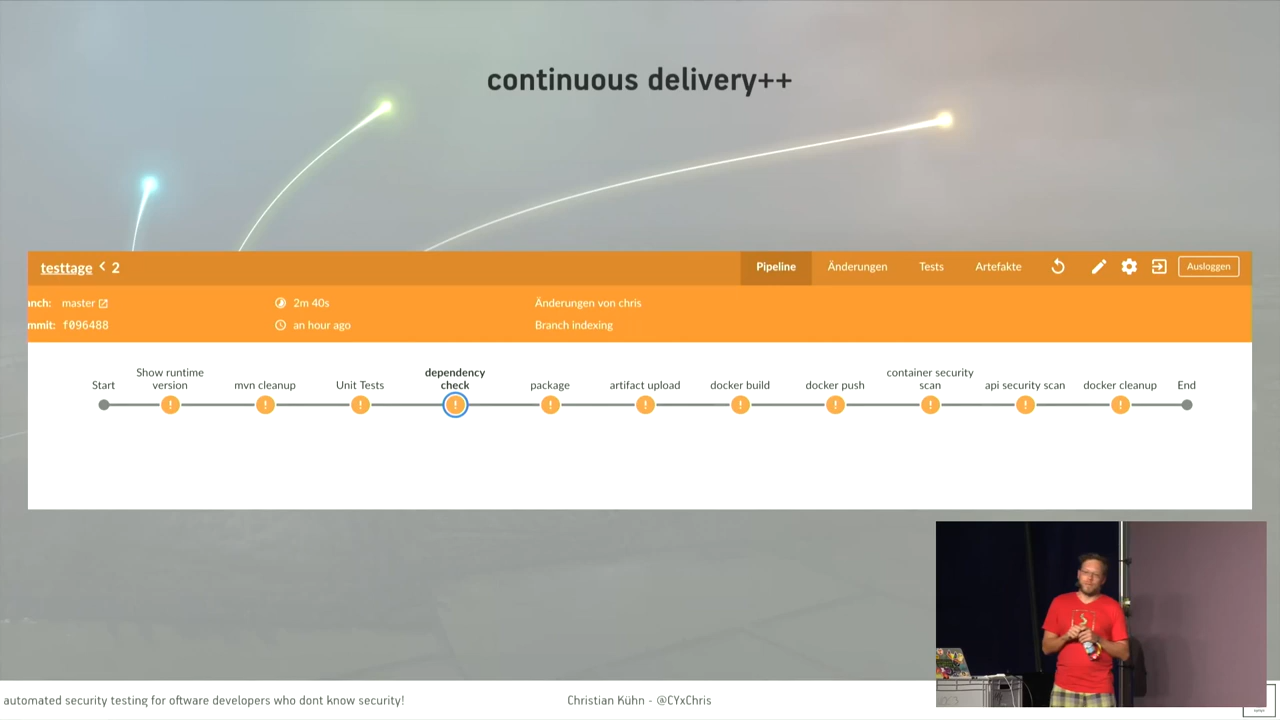 continuous delivery++
testtage < 2
Pipeline Änderungen Tests Artefakte Ausloggen
nch: master 2m 40s Änderungen von chris
mmit: f096488 an hour ago Branch indexing
Start
Show runtime
version
mvn cleanup
Unit Tests
dependency
check
package
artifact upload
docker build
docker push
container security
scan
api security scan
docker cleanup
End
automated security testing for oftware developers who dont know security! Christian Kühn - @CYxChris